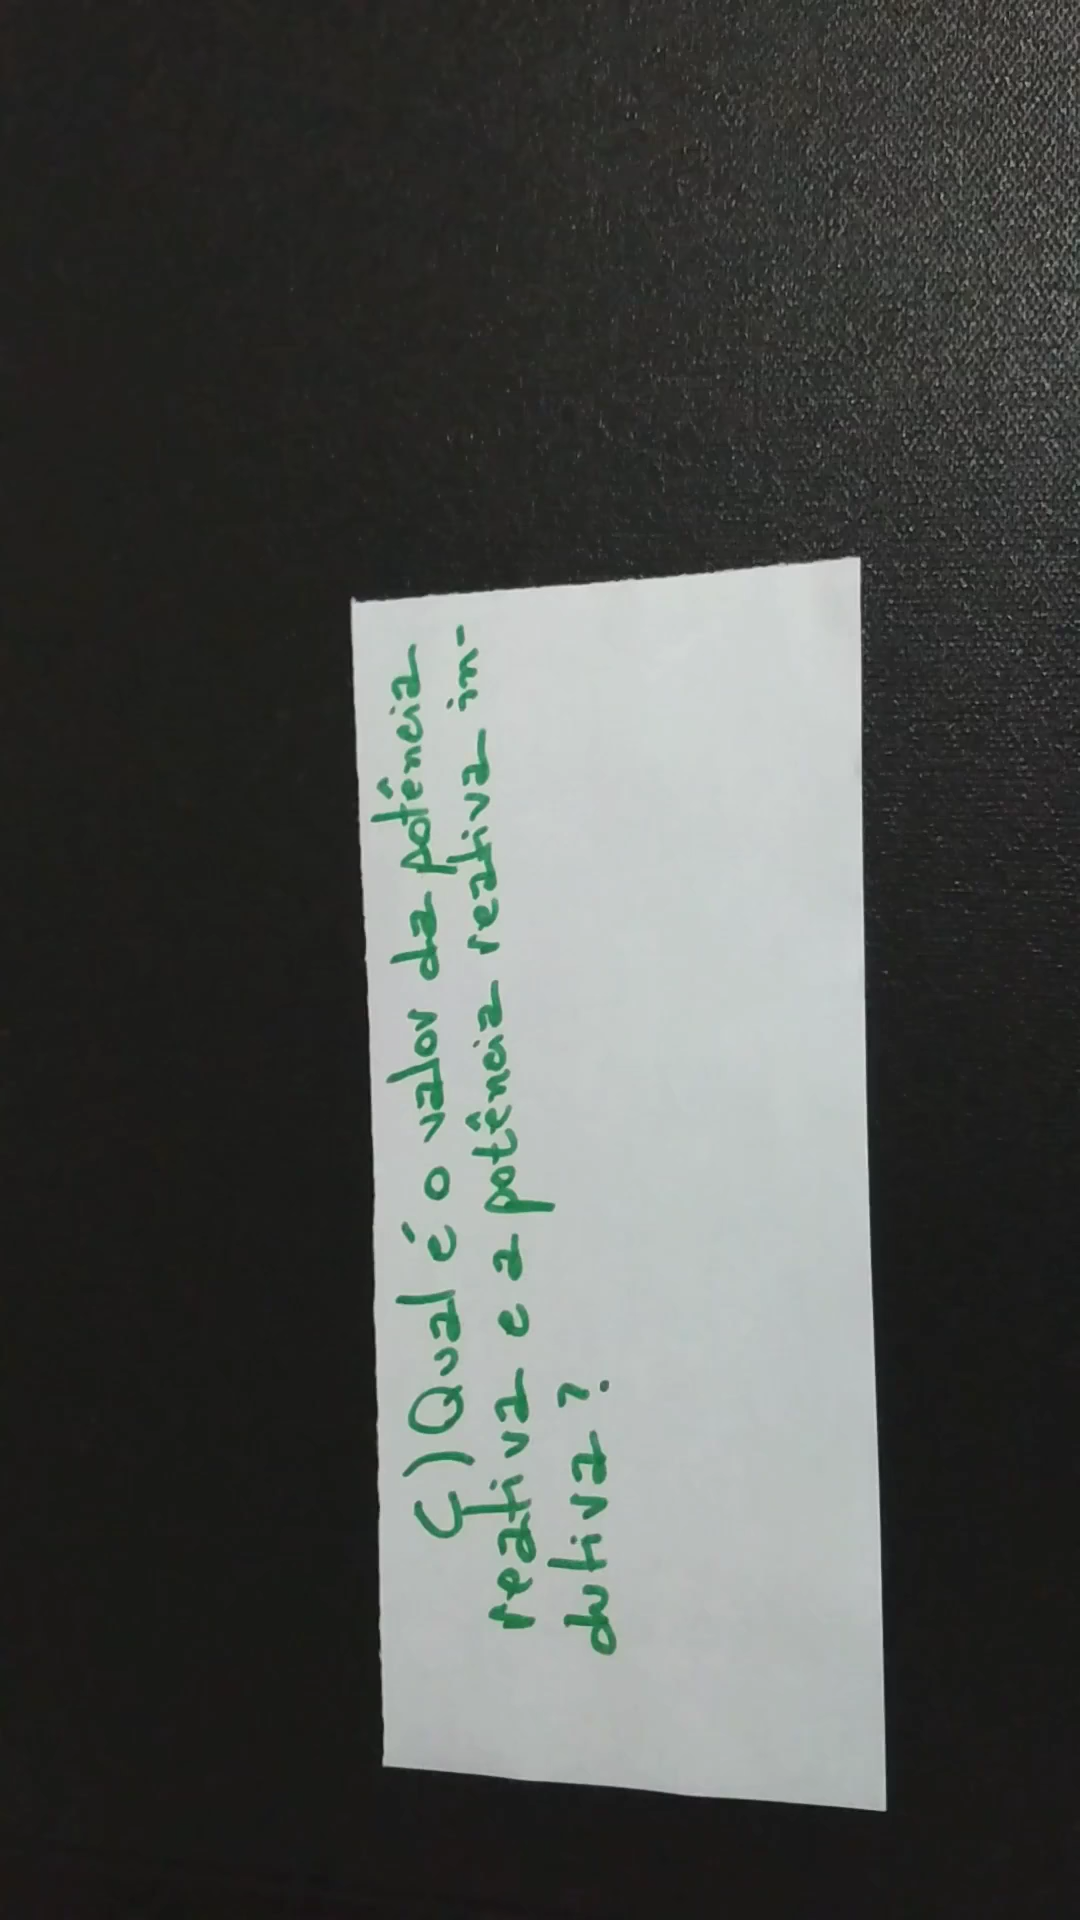 C) Qual é o valor da potência
reativa e a potência reativa in-
dutiva?